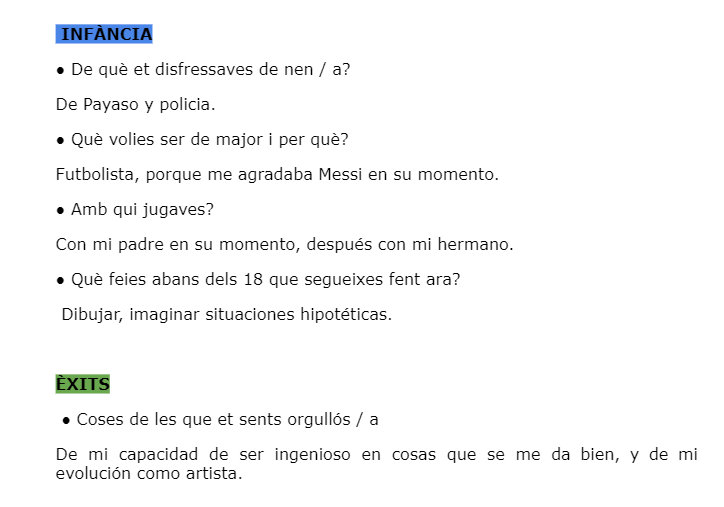 INFÀNCIA
● De què et disfressaves de nen / a?
De Payaso y policia.
● Què volies ser de major i per què?
Futbolista, porque me agradaba Messi en su momento.
● Amb qui jugaves?
Con mi padre en su momento, después con mi hermano.
● Què feies abans dels 18 que segueixes fent ara?
Dibujar, imaginar situaciones hipotéticas.
ÈXITS
● Coses de les que et sents orgullós / a
De mi capacidad de ser ingenioso en cosas que se me da bien, y de mi
evolución como artista.